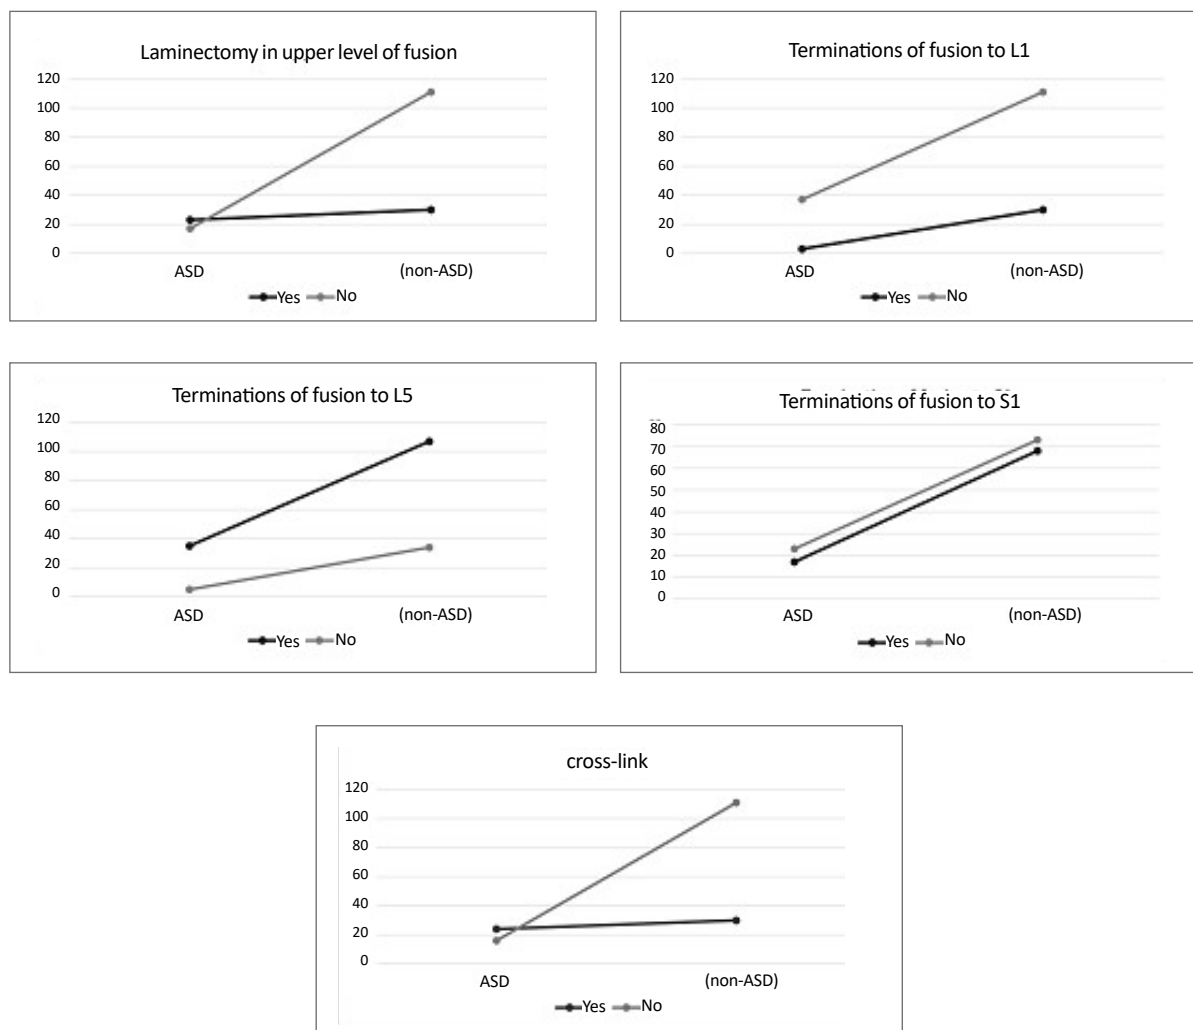 Laminectomy in upper level of fusion
120
100
80
60
40
20
0
ASD
(non-ASD)
Yes No
Terminations of fusion to L1
120
100
80
60
40
20
0
ASD
(non-ASD)
Yes No
Terminations of fusion to L5
120
100
80
60
40
20
0
ASD
(non-ASD)
Yes No
Terminations of fusion to S1
80
70
60
50
40
30
20
10
0
ASD
(non-ASD)
Yes No
cross-link
120
100
80
60
40
20
0
ASD
(non-ASD)
Yes No